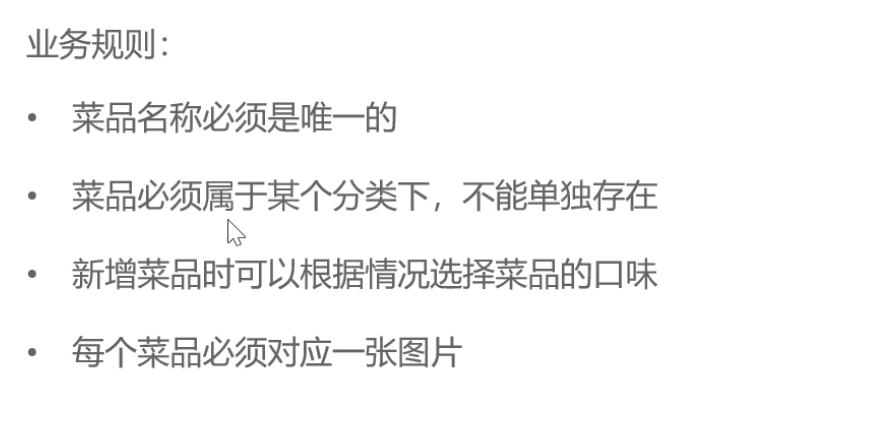 业务规则：
• 菜品名称必须是唯一的
• 菜品必须属于某个分类下，不能单独存在
• 新增菜品时可以根据情况选择菜品的口味
• 每个菜品必须对应一张图片